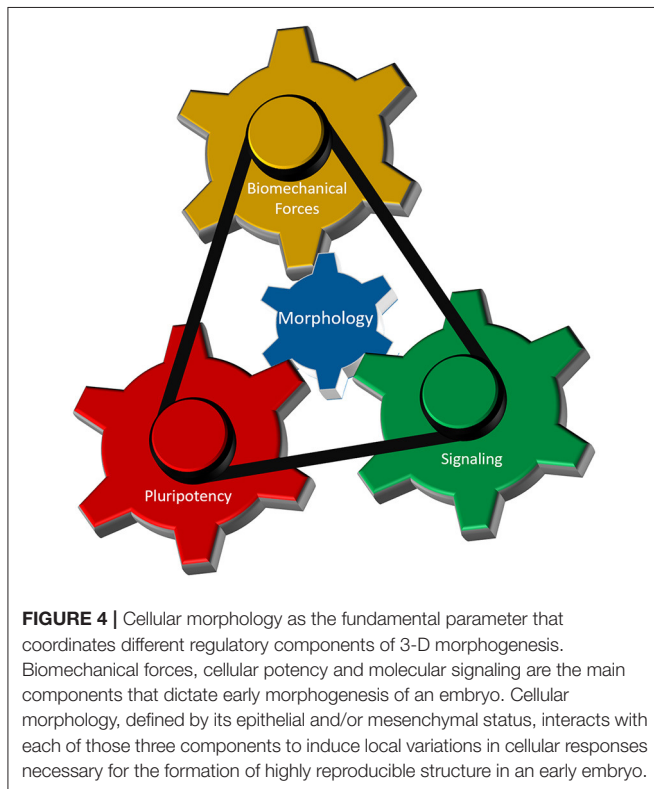 Biomechanical
Forces
Morphology
Signaling
Pluripotency
FIGURE 4 | Cellular morphology as the fundamental parameter that
coordinates different regulatory components of 3-D morphogenesis.
Biomechanical forces, cellular potency and molecular signaling are the main
components that dictate early morphogenesis of an embryo. Cellular
morphology, defined by its epithelial and/or mesenchymal status, interacts with
each of those three components to induce local variations in cellular responses
necessary for the formation of highly reproducible structure in an early embryo.